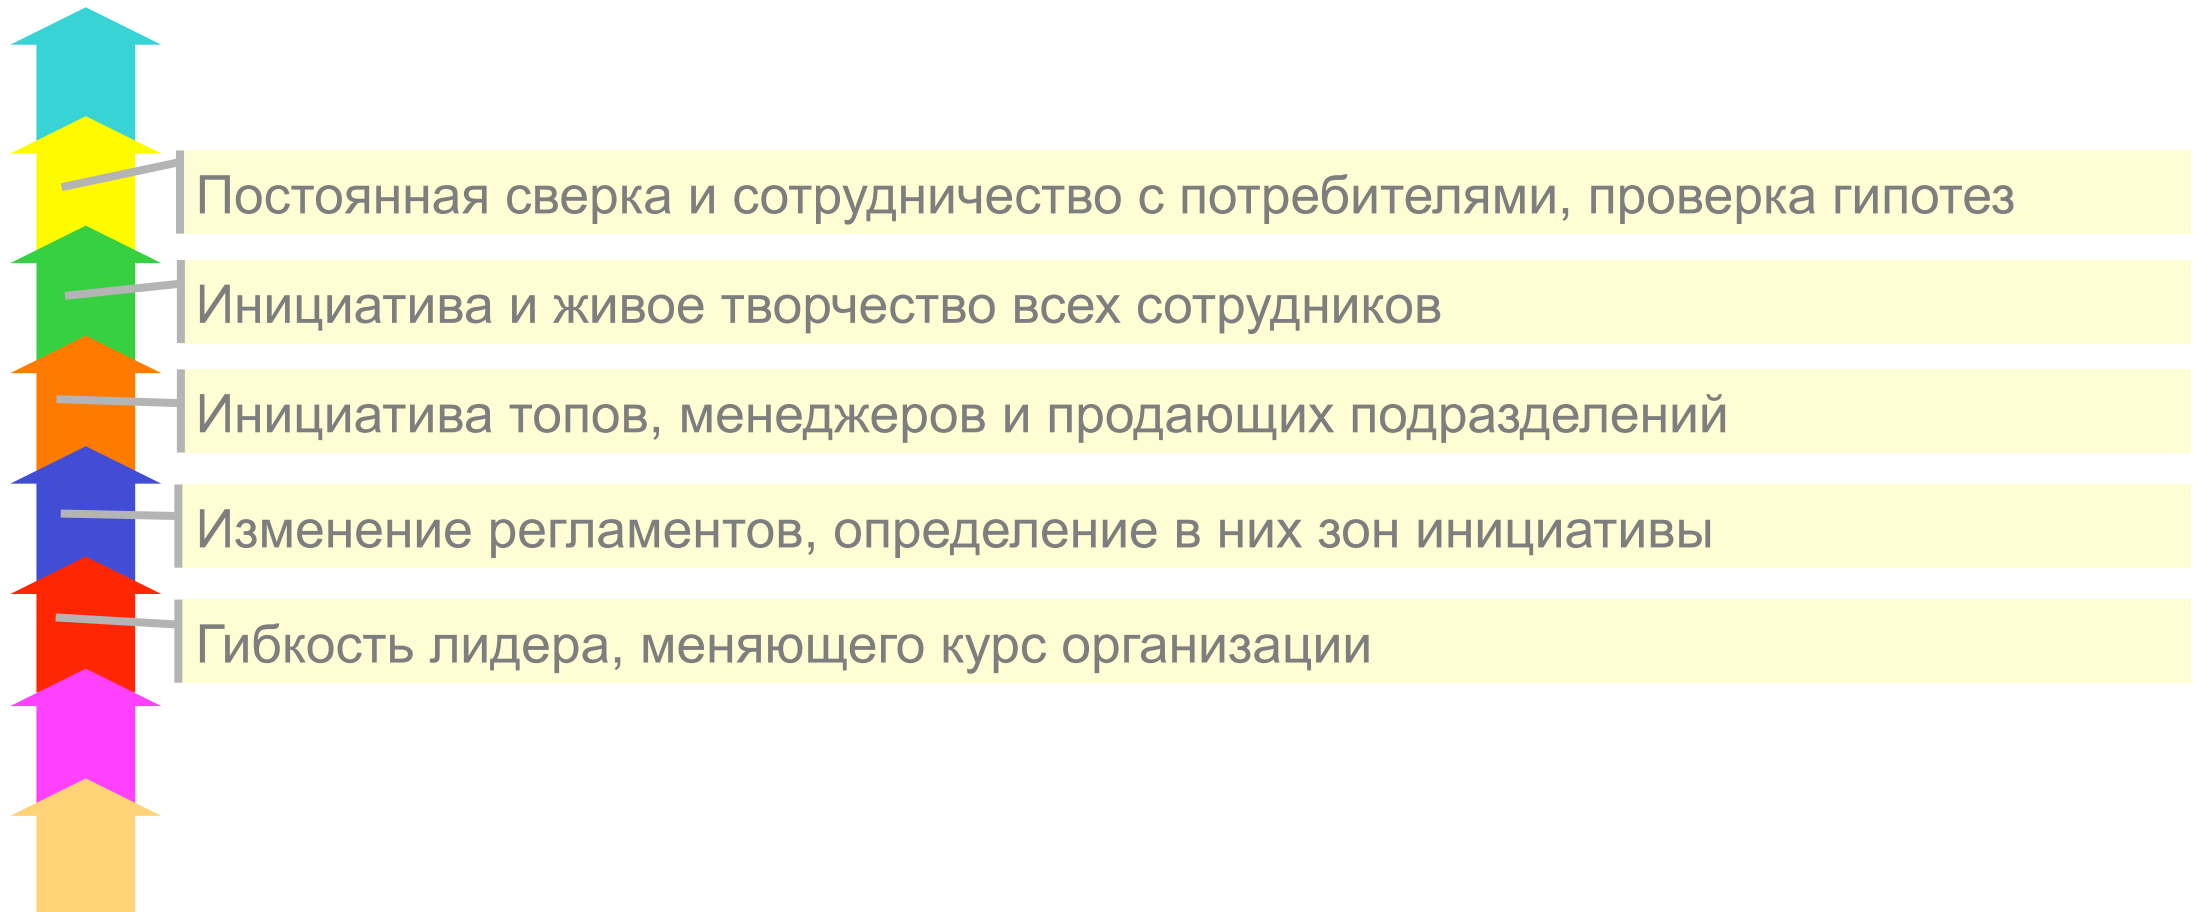 Постоянная сверка и сотрудничество с потребителями, проверка гипотез
Инициатива и живое творчество всех сотрудников
Инициатива топов, менеджеров и продающих подразделений
Изменение регламентов, определение в них зон инициативы
Гибкость лидера, меняющего курс организации